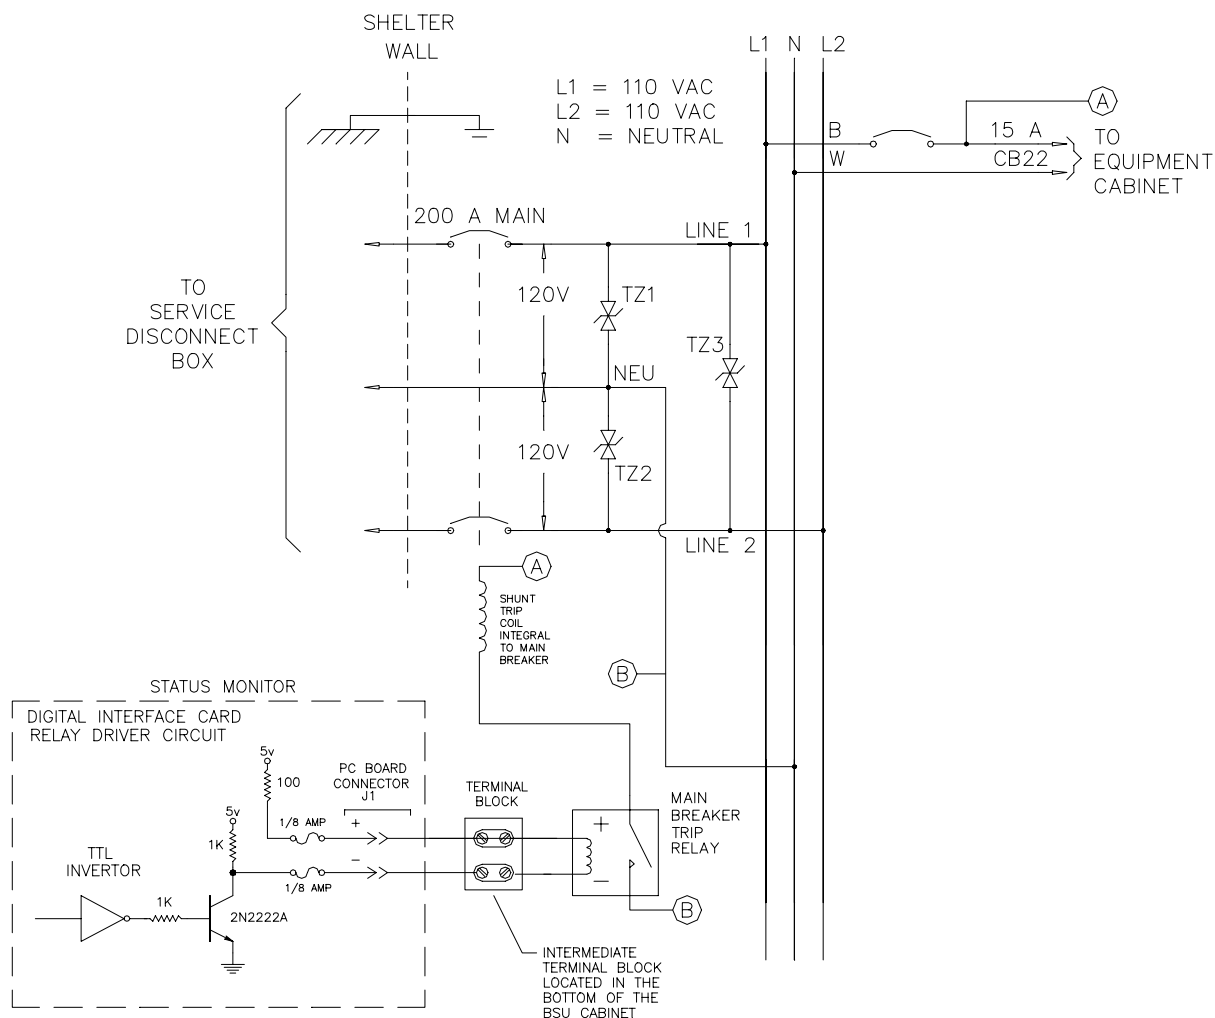 SHELTER
WALL
L1 N L2
L1 = 110 VAC
L2 = 110 VAC
N = NEUTRAL
A
B
15 A
W
CB22
TO
EQUIPMENT
CABINET
200 A MAIN
LINE 1
TO
SERVICE
DISCONNECT
BOX
120V
TZ1
TZ3
NEU
120V
TZ2
LINE 2
A
SHUNT
TRIP
COIL
INTEGRAL
TO MAIN
BREAKER
B
STATUS MONITOR
DIGITAL INTERFACE CARD
RELAY DRIVER CIRCUIT
5v
100
PC BOARD
CONNECTOR
J1
TERMINAL
BLOCK
MAIN
BREAKER
TRIP
RELAY
5v
1K
1/8 AMP
+
+
−
−
1/8 AMP
TTL
INVERTOR
1K
2N2222A
B
INTERMEDIATE
TERMINAL BLOCK
LOCATED IN THE
BOTTOM OF THE
BSU CABINET